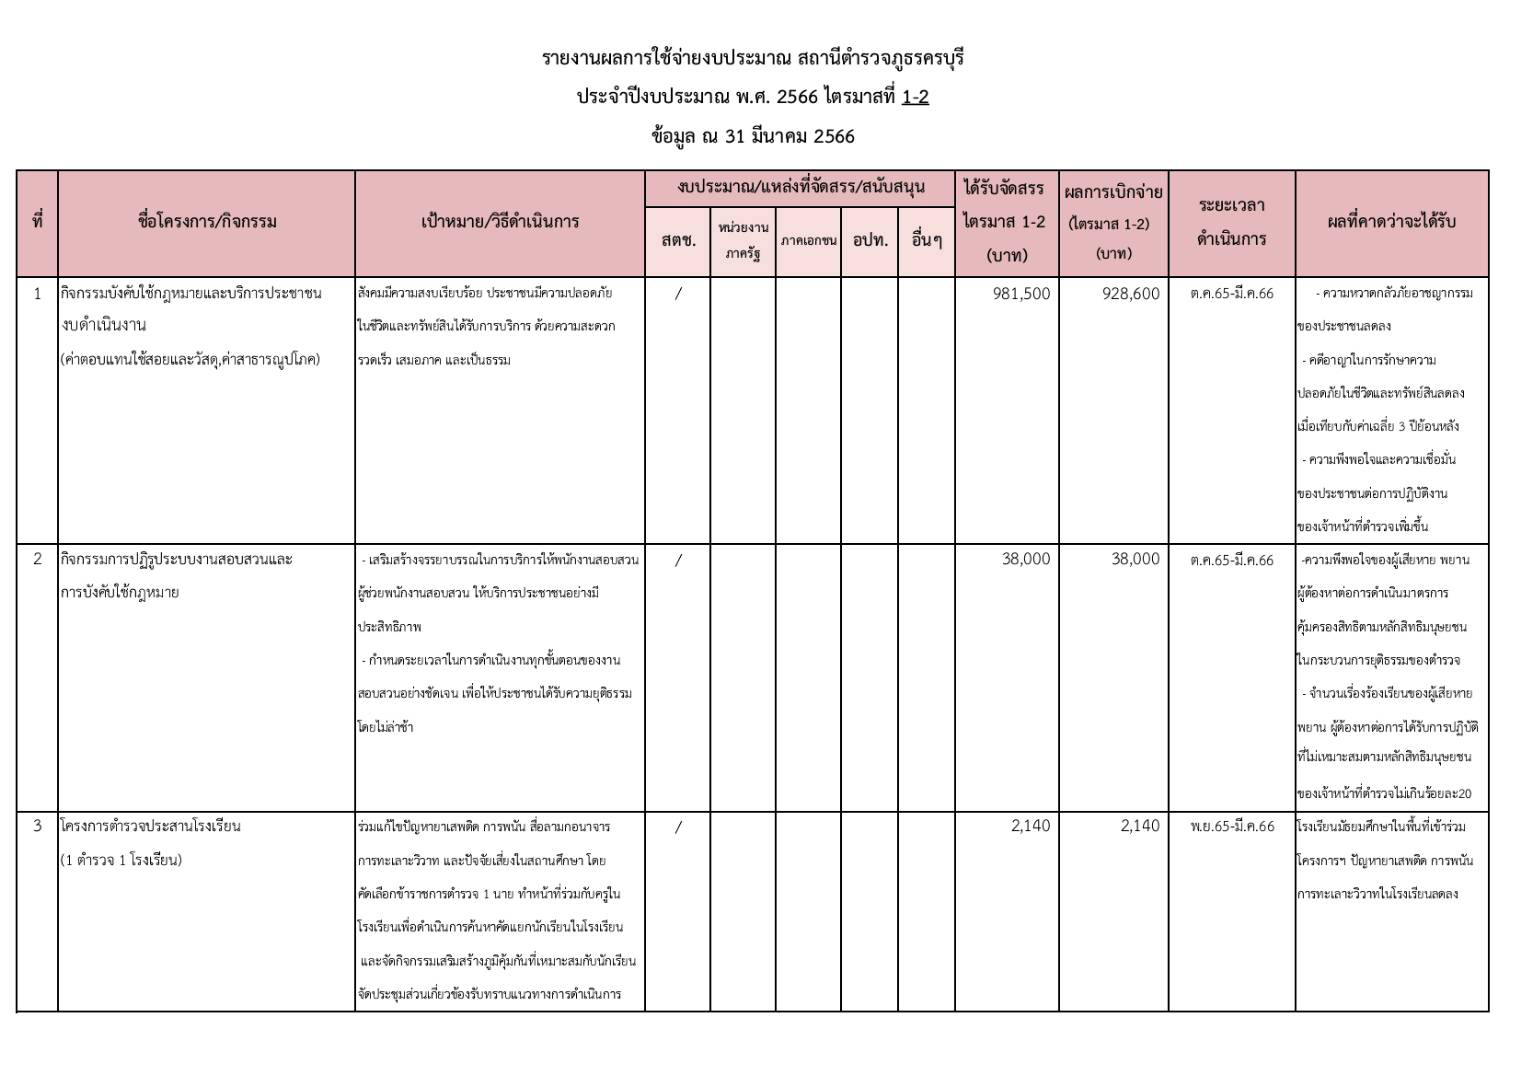 รายงานผลการใช้จ่ายงบประมาณ สถานีตำรวจภูธรครบุรี
ประจำปีงบประมาณ พ.ศ. 2566 ไตรมาสที่ 1-2
ข้อมูล ณ 31 มีนาคม 2566
ที่
ชื่อโครงการ/กิจกรรม
เป้าหมาย/วิธีดำเนินการ
งบประมาณ/แหล่งที่จัดสรร/สนับสนุน
สตช.
หน่วยงาน
ภาครัฐ
ภาคเอกชน
อปท.
อื่นๆ
ได้รับจัดสรร
ไตรมาส 1-2
(บาท)
ผลการเบิกจ่าย
(ไตรมาส 1-2)
(บาท)
ระยะเวลา
ดำเนินการ
ผลที่คาดว่าจะได้รับ
1
กิจกรรมบังคับใช้กฎหมายและบริการประชาชน
งบดำเนินงาน
(ค่าตอบแทนใช้สอยและวัสดุ,ค่าสาธารณูปโภค)
สังคมมีความสงบเรียบร้อย ประชาชนมีความปลอดภัย
ในชีวิตและทรัพย์สินได้รับการบริการ ด้วยความสะดวก
รวดเร็ว เสมอภาค และเป็นธรรม
/
981,500
928,600
ต.ค.65-มี.ค.66
- ความหวาดกลัวภัยอาชญากรรม
ของประชาชนลดลง
- คดีอาญาในการรักษาความ
ปลอดภัยในชีวิตและทรัพย์สินลดลง
เมื่อเทียบกับค่าเฉลี่ย 3 ปีย้อนหลัง
- ความพึงพอใจและความเชื่อมั่น
ของประชาชนต่อการปฏิบัติงาน
ของเจ้าหน้าที่ตำรวจเพิ่มขึ้น
2
กิจกรรมการปฏิรูประบบงานสอบสวนและ
การบังคับใช้กฎหมาย
- เสริมสร้างจรรยาบรรณในการบริการให้พนักงานสอบสวน
ผู้ช่วยพนักงานสอบสวน ให้บริการประชาชนอย่างมี
ประสิทธิภาพ
- กำหนดระยเวลาในการดำเนินงานทุกขั้นตอนของงาน
สอบสวนอย่างชัดเจน เพื่อให้ประชาชนได้รับความยุติธรรม
โดยไม่ล่าช้า
/
38,000
38,000
ต.ค.65-มี.ค.66
-ความพึงพอใจของผู้เสียหาย พยาน
ผู้ต้องหาต่อการดำเนินมาตรการ
คุ้มครองสิทธิตามหลักสิทธิมนุษยชน
ในกระบวนการยุติธรรมของตำรวจ
- จำนวนเรื่องร้องเรียนของผู้เสียหาย
พยาน ผู้ต้องหาต่อการได้รับการปฏิบัติ
ที่ไม่เหมาะสมตามหลักสิทธิมนุษยชน
ของเจ้าหน้าที่ตำรวจไม่เกินร้อยละ20
3
โครงการตำรวจประสานโรงเรียน
(1 ตำรวจ 1 โรงเรียน)
ร่วมแก้ไขปัญหายาเสพติด การพนัน สื่อลามกอนาจาร
การทะเลาะวิวาท และปัจจัยเสี่ยงในสถานศึกษา โดย
คัดเลือกข้าราชการตำรวจ 1 นาย ทำหน้าที่ร่วมกับครูใน
โรงเรียนเพื่อดำเนินการค้นหาคัดแยกนักเรียนในโรงเรียน
และจัดกิจกรรมเสริมสร้างภูมิคุ้มกันที่เหมาะสมกับนักเรียน
จัดประชุมส่วนเกี่ยวข้องรับทราบแนวทางการดำเนินการ
/
2,140
2,140
พ.ย.65-มี.ค.66
โรงเรียนมัธยมศึกษาในพื้นที่เข้าร่วม
โครงการฯ ปัญหายาเสพติด การพนัน
การทะเลาะวิวาทในโรงเรียนลดลง